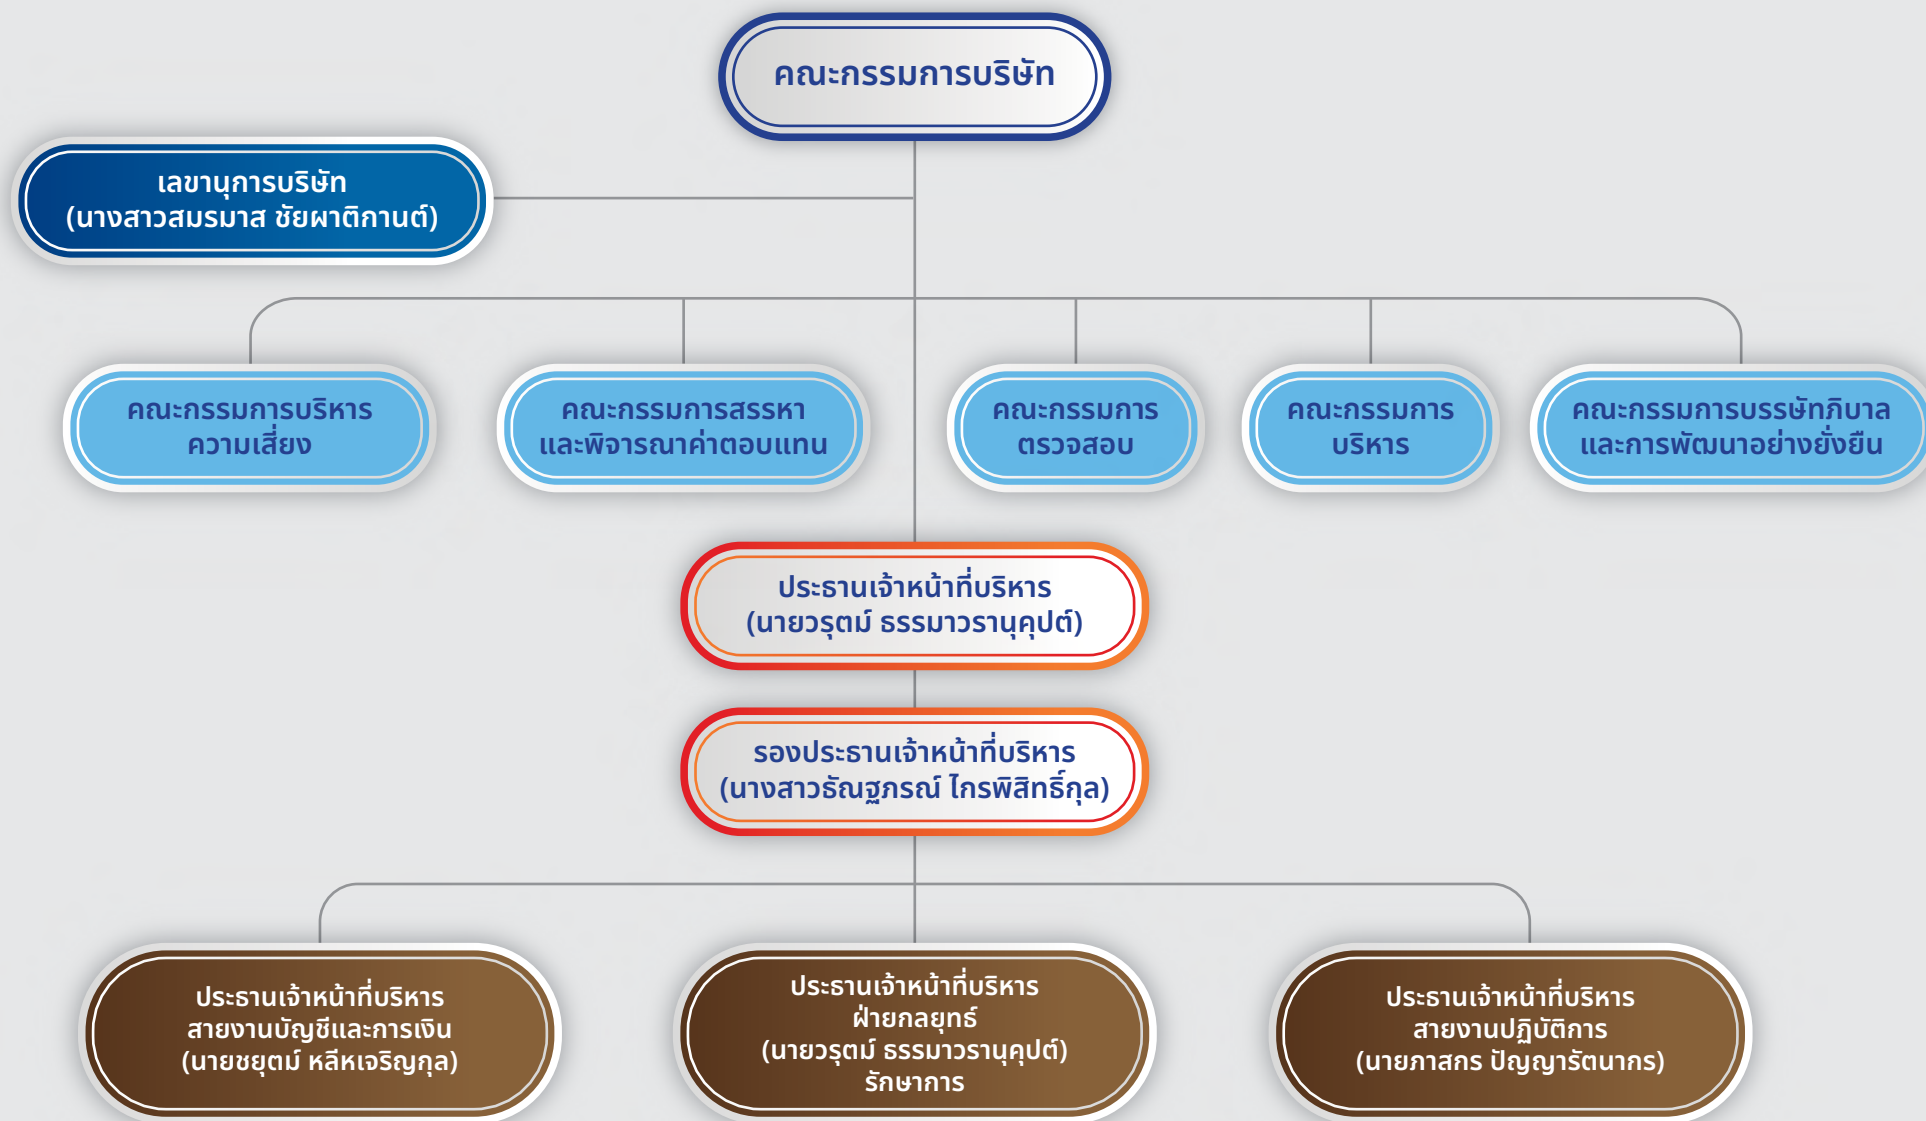 คณะกรรมการบริษัท
เลขานุการบริษัท
(นางสาวสมรมาส ชัยผาติกานต์)
คณะกรรมการบริหาร
ความเสี่ยง
คณะกรรมการสรรหา
และพิจารณาค่าตอบแทน
คณะกรรมการ
ตรวจสอบ
คณะกรรมการ
บริหาร
คณะกรรมการบรรษัทภิบาล
และการพัฒนาอย่างยั่งยืน
ประธานเจ้าหน้าที่บริหาร
(นายวรุตม์ ธรรมาวรานุคุปต์)
รองประธานเจ้าหน้าที่บริหาร
(นางสาวธัณฐภรณ์ ไกรพิสิทธิ์กุล)
ประธานเจ้าหน้าที่บริหาร
สายงานบัญชีและการเงิน
(นายชยุตม์ หลีหเจริญกุล)
ประธานเจ้าหน้าที่บริหาร
ฝ่ายกลยุทธ์
(นายวรุตม์ ธรรมาวรานุคุปต์)
รักษาการ
ประธานเจ้าหน้าที่บริหาร
สายงานปฏิบัติการ
(นายภาสกร ปัญญารัตนากร)